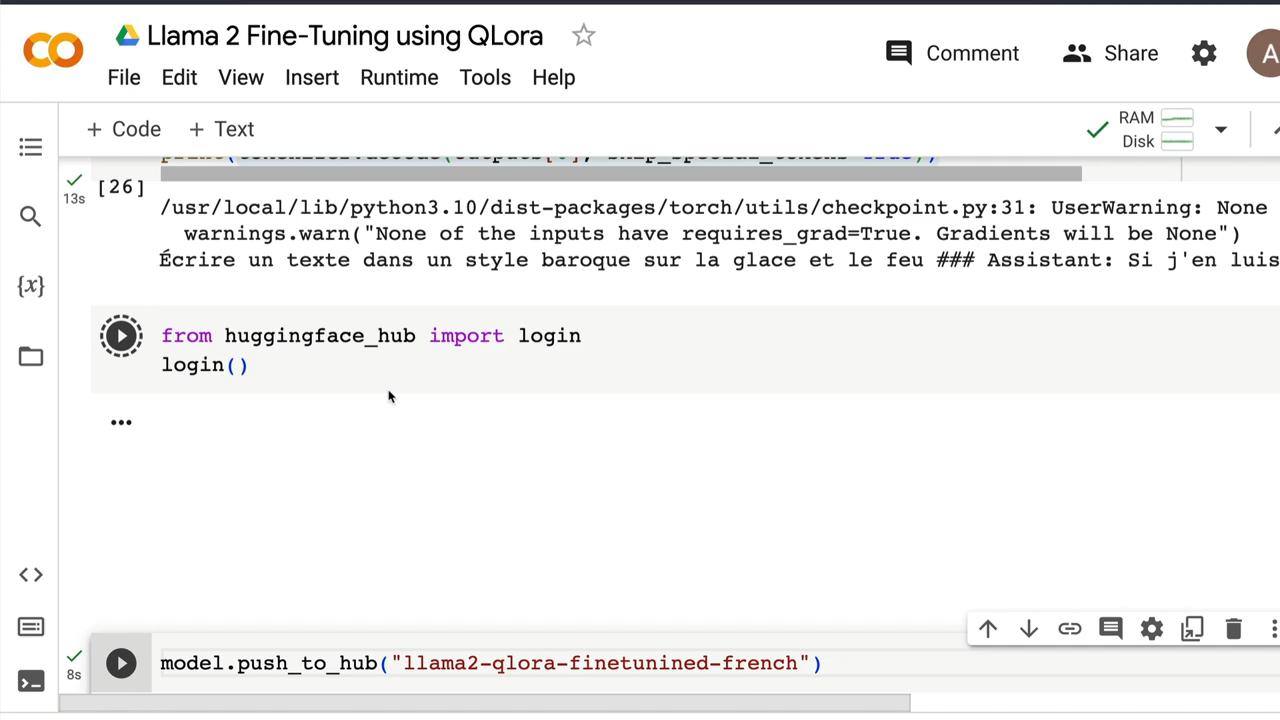 Llama 2 Fine-Tuning using QLora
File Edit View Insert Runtime Tools Help
Comment
Share
A
+ Code + Text
RAM
Disk
13s
[26]
/usr/local/lib/python3.10/dist-packages/torch/utils/checkpoint.py:31: UserWarning: None
warnings.warn("None of the inputs have requires_grad=True. Gradients will be None")
Écrire un texte dans un style baroque sur la glace et le feu ### Assistant: Si j'en luis
{x}
from huggingface_hub import login
login()
8s
model.push_to_hub("llama2-qlora-finetunined-french")